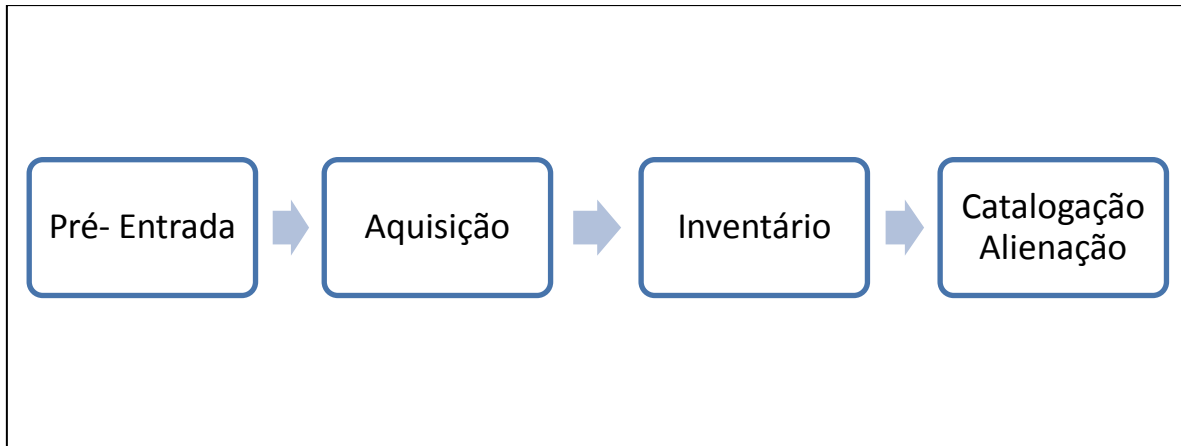 Pré- Entrada
Aquisição
Inventário
Catalogação
Alienação